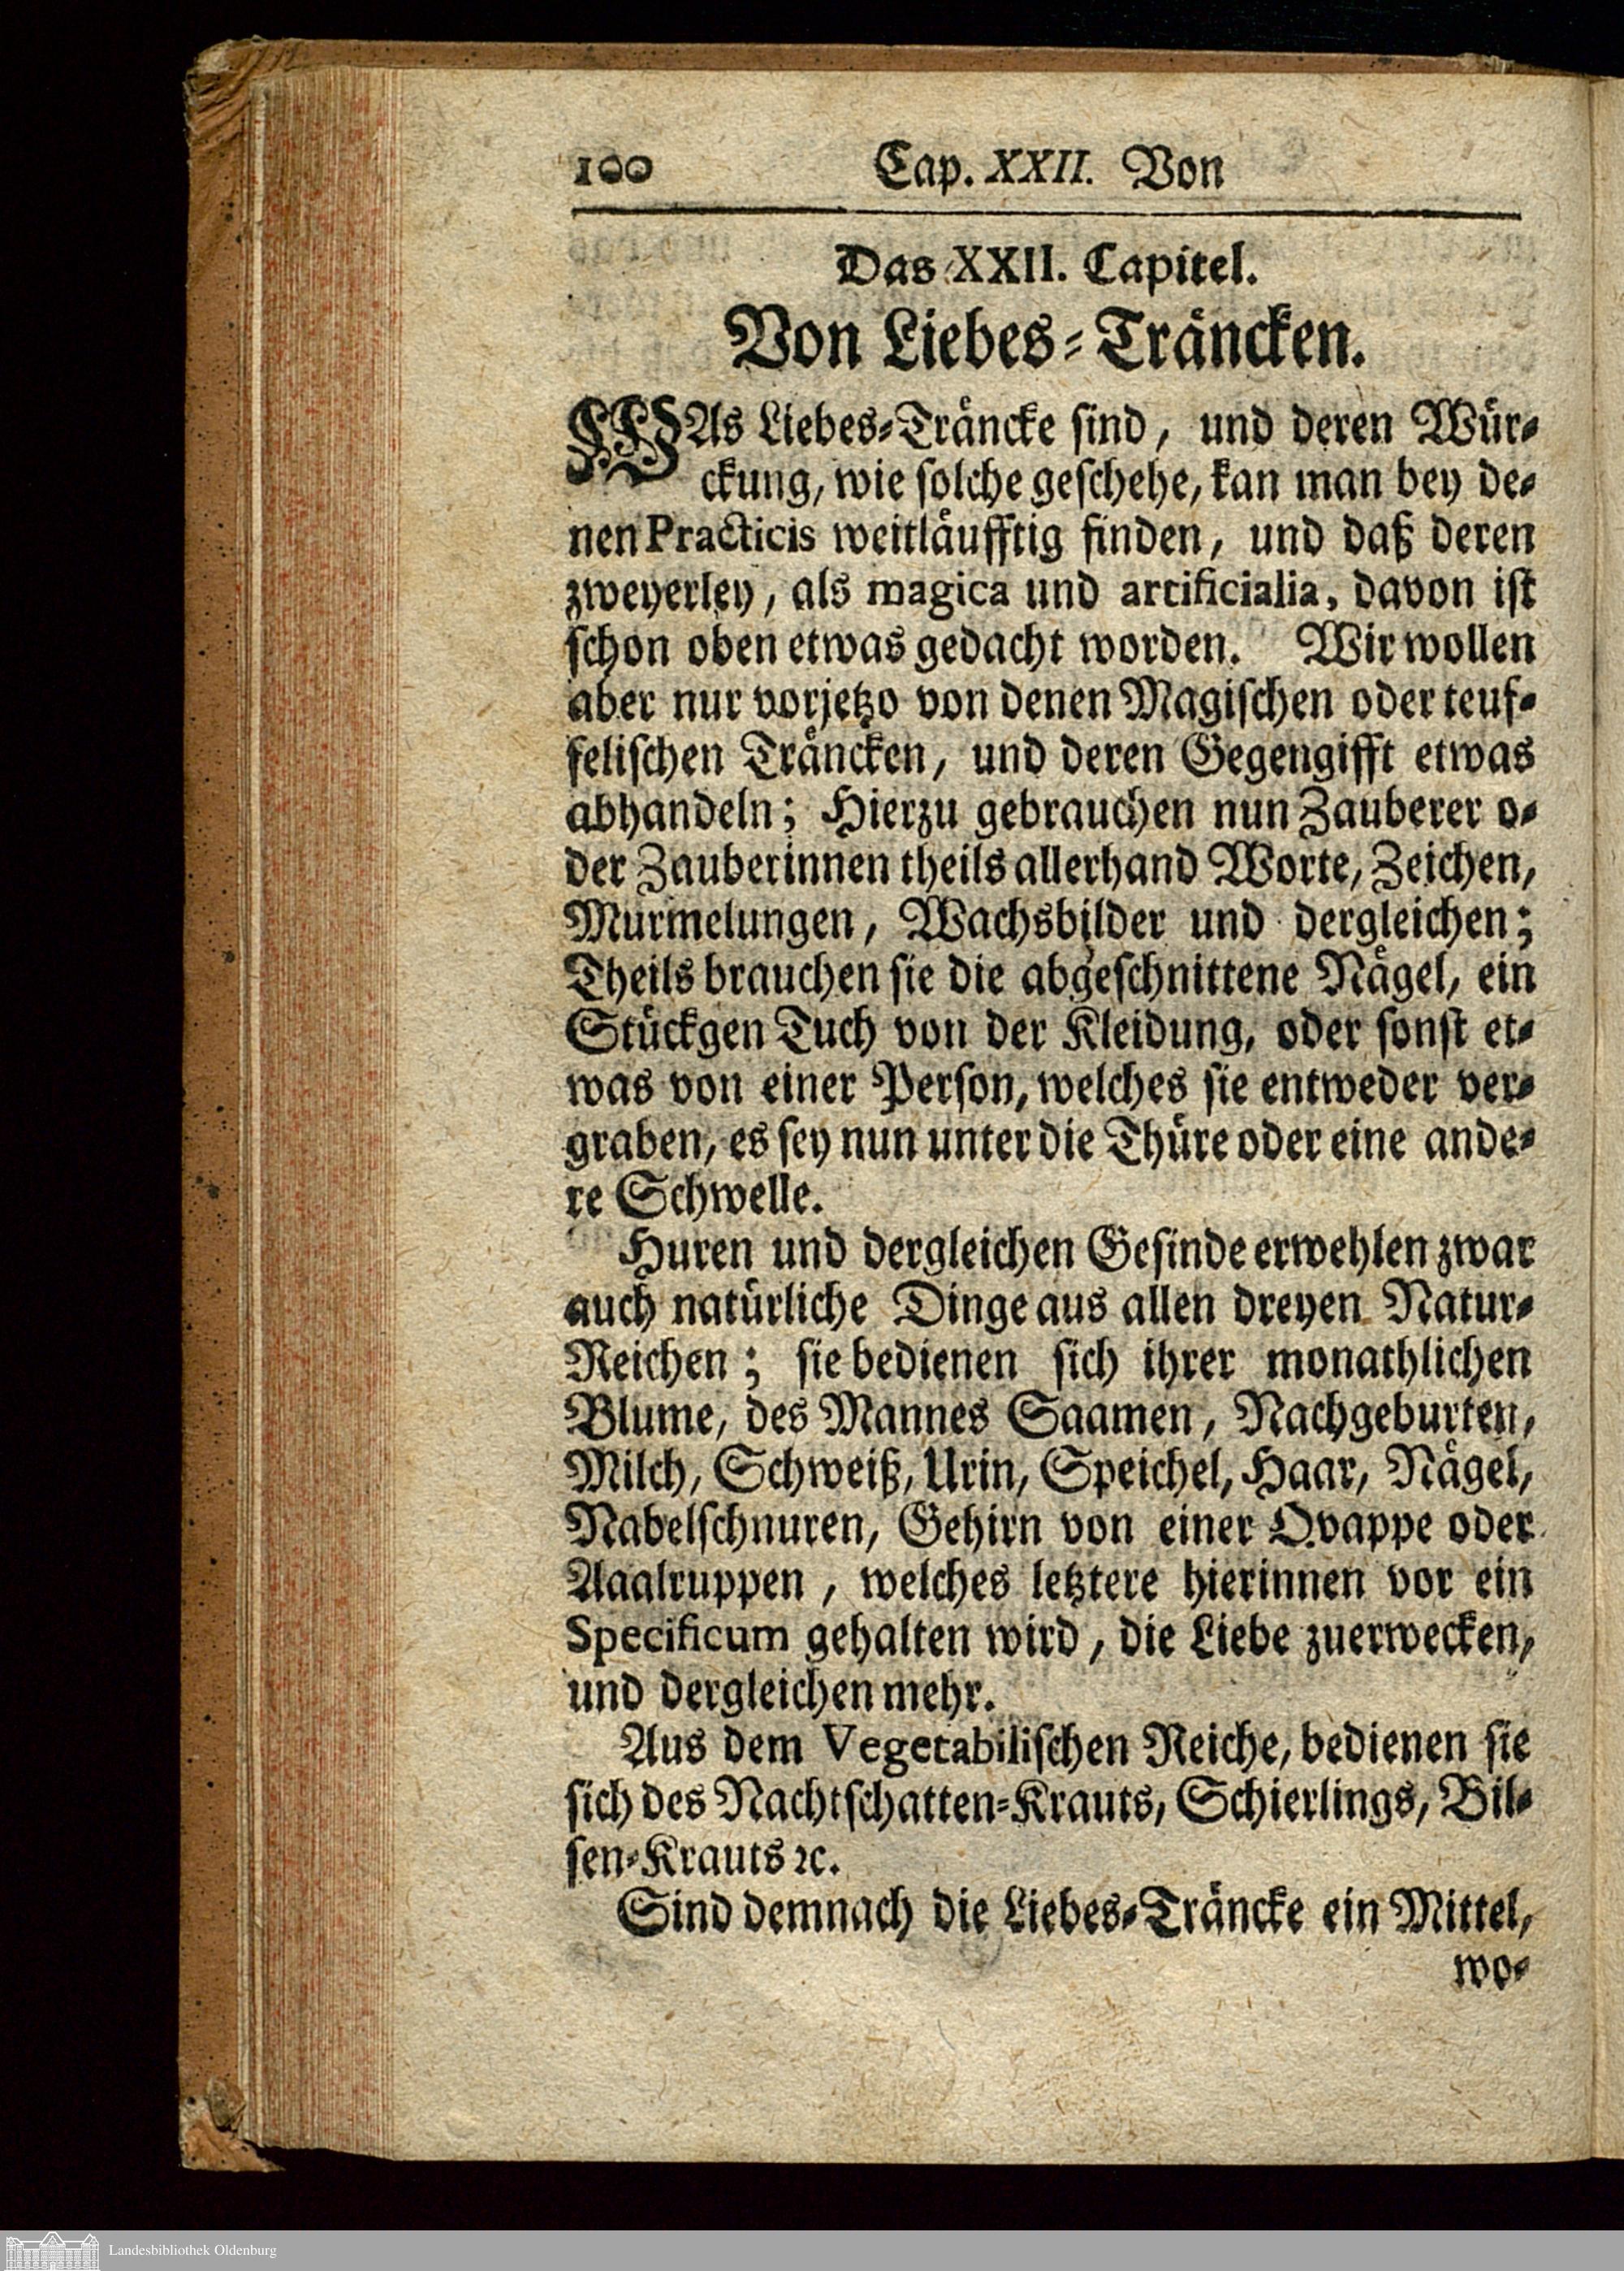 100 Cap. XXII. Von
Das XXII. Capitel.
Von Liebes-Träncken.
WAs Liebes-Träncke sind, und deren Wür-
ckung, wie solche geschehe, kan man bey de-
nen Practicis weitläufftig finden, und daß deren
zweyerley, als magica und artificialia, davon ist
schon oben etwas gedacht worden. Wir wollen
aber nur vorjetzo von denen Magischen oder teuf-
felischen Träncken, und deren Gegengifft etwas
abhandeln; Hierzu gebrauchen nun Zauberer o-
der Zauberinnen theils allerhand Worte, Zeichen,
Murmelungen, Wachsbilder und dergleichen;
Theils brauchen sie die abgeschnittene Nägel, ein
Stückgen Tuch von der Kleidung, oder sonst et-
was von einer Person, welches sie entweder ver-
graben, es sey nun unter die Thüre oder eine ande-
re Schwelle.
Huren und dergleichen Gesinde erwehlen zwar
auch natürliche Dinge aus allen dreyen Natur-
Reichen; sie bedienen sich ihrer monathlichen
Blume, des Mannes Saamen, Nachgeburten,
Milch, Schweiß, Urin, Speichel, Haar, Nägel,
Nabelschnuren, Gehirn von einer Qvappe oder
Aaalruppen, welches letztere hierinnen vor ein
Specificum gehalten wird, die Liebe zuerwecken,
und dergleichen mehr.
Aus dem Vegetabilischen Reiche, bedienen sie
sich des Nachtschatten-Krauts, Schierlings, Bil-
sen-Krauts ꝛc.
Sind demnach die Liebes-Träncke ein Mittel,
wo-
Landesbibliothek Oldenburg